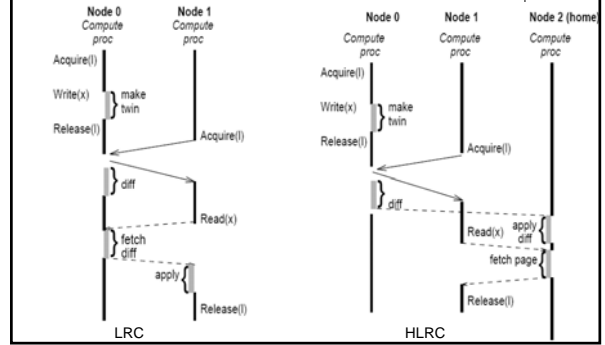 Node 0
Compute
proc
Node 1
Compute
proc
Acquire(l)
Write(x)
make
twin
Release(l)
Acquire(l)
diff
Read(x)
fetch
diff
apply
Release(l)
LRC
Node 0
Compute
proc
Node 1
Compute
proc
Node 2 (home)
Compute
proc
Acquire(l)
Write(x)
make
twin
Release(l)
Acquire(l)
diff
Read(x)
apply
diff
fetch page
Release(l)
HLRC